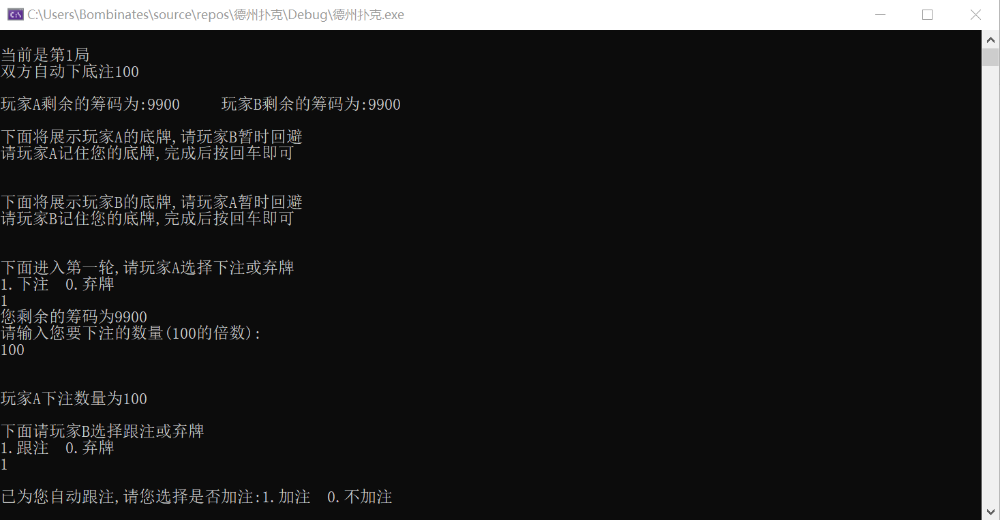 C:\Users\Bombinates\source\repos\德州扑克\Debug\德州扑克.exe
当前是第1局
双方自动下底注100
玩家A剩余的筹码为:9900     玩家B剩余的筹码为:9900
下面将展示玩家A的底牌,请玩家B暂时回避
请玩家A记住您的底牌,完成后按回车即可
下面将展示玩家B的底牌,请玩家A暂时回避
请玩家B记住您的底牌,完成后按回车即可
下面进入第一轮,请玩家A选择下注或弃牌
1.下注  0.弃牌
1
您剩余的筹码为9900
请输入您要下注的数量(100的倍数):
100
玩家A下注数量为100
下面请玩家B选择跟注或弃牌
1.跟注  0.弃牌
1
已为您自动跟注,请您选择是否加注:1.加注  0.不加注